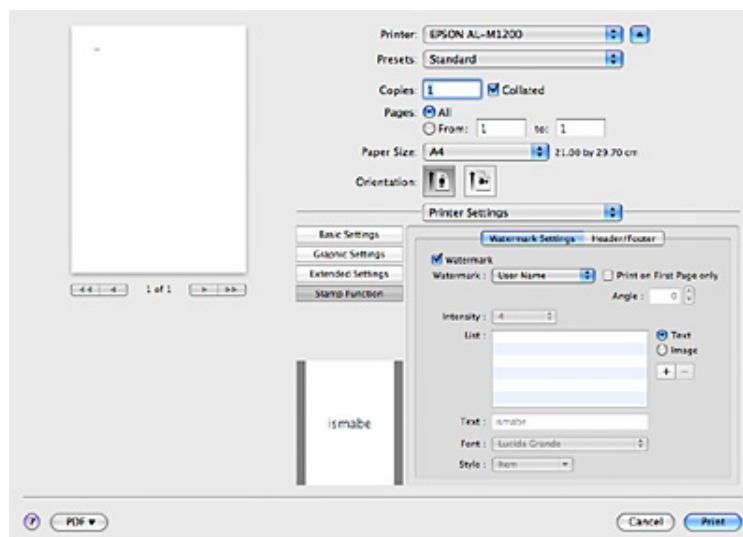 Printer: EPSON AL-M1200
Presets: Standard
Copies: 1 Collated
Pages: All
From: 1 to: 1
Paper Size: A4 21.00 by 29.70 cm
Orientation:
Printer Settings
1 of 1
Basic Settings
Graphic Settings
Extended Settings
Stamp Function
ismabe
Watermark Settings Header/Footer
Watermark
Watermark : User Name Print on First Page only
Angle : 0
Intensity : 4
List : Text
Image
+ −
Text : ismabe
Font : Lucida Grande
Style : Item
? PDF Cancel Print